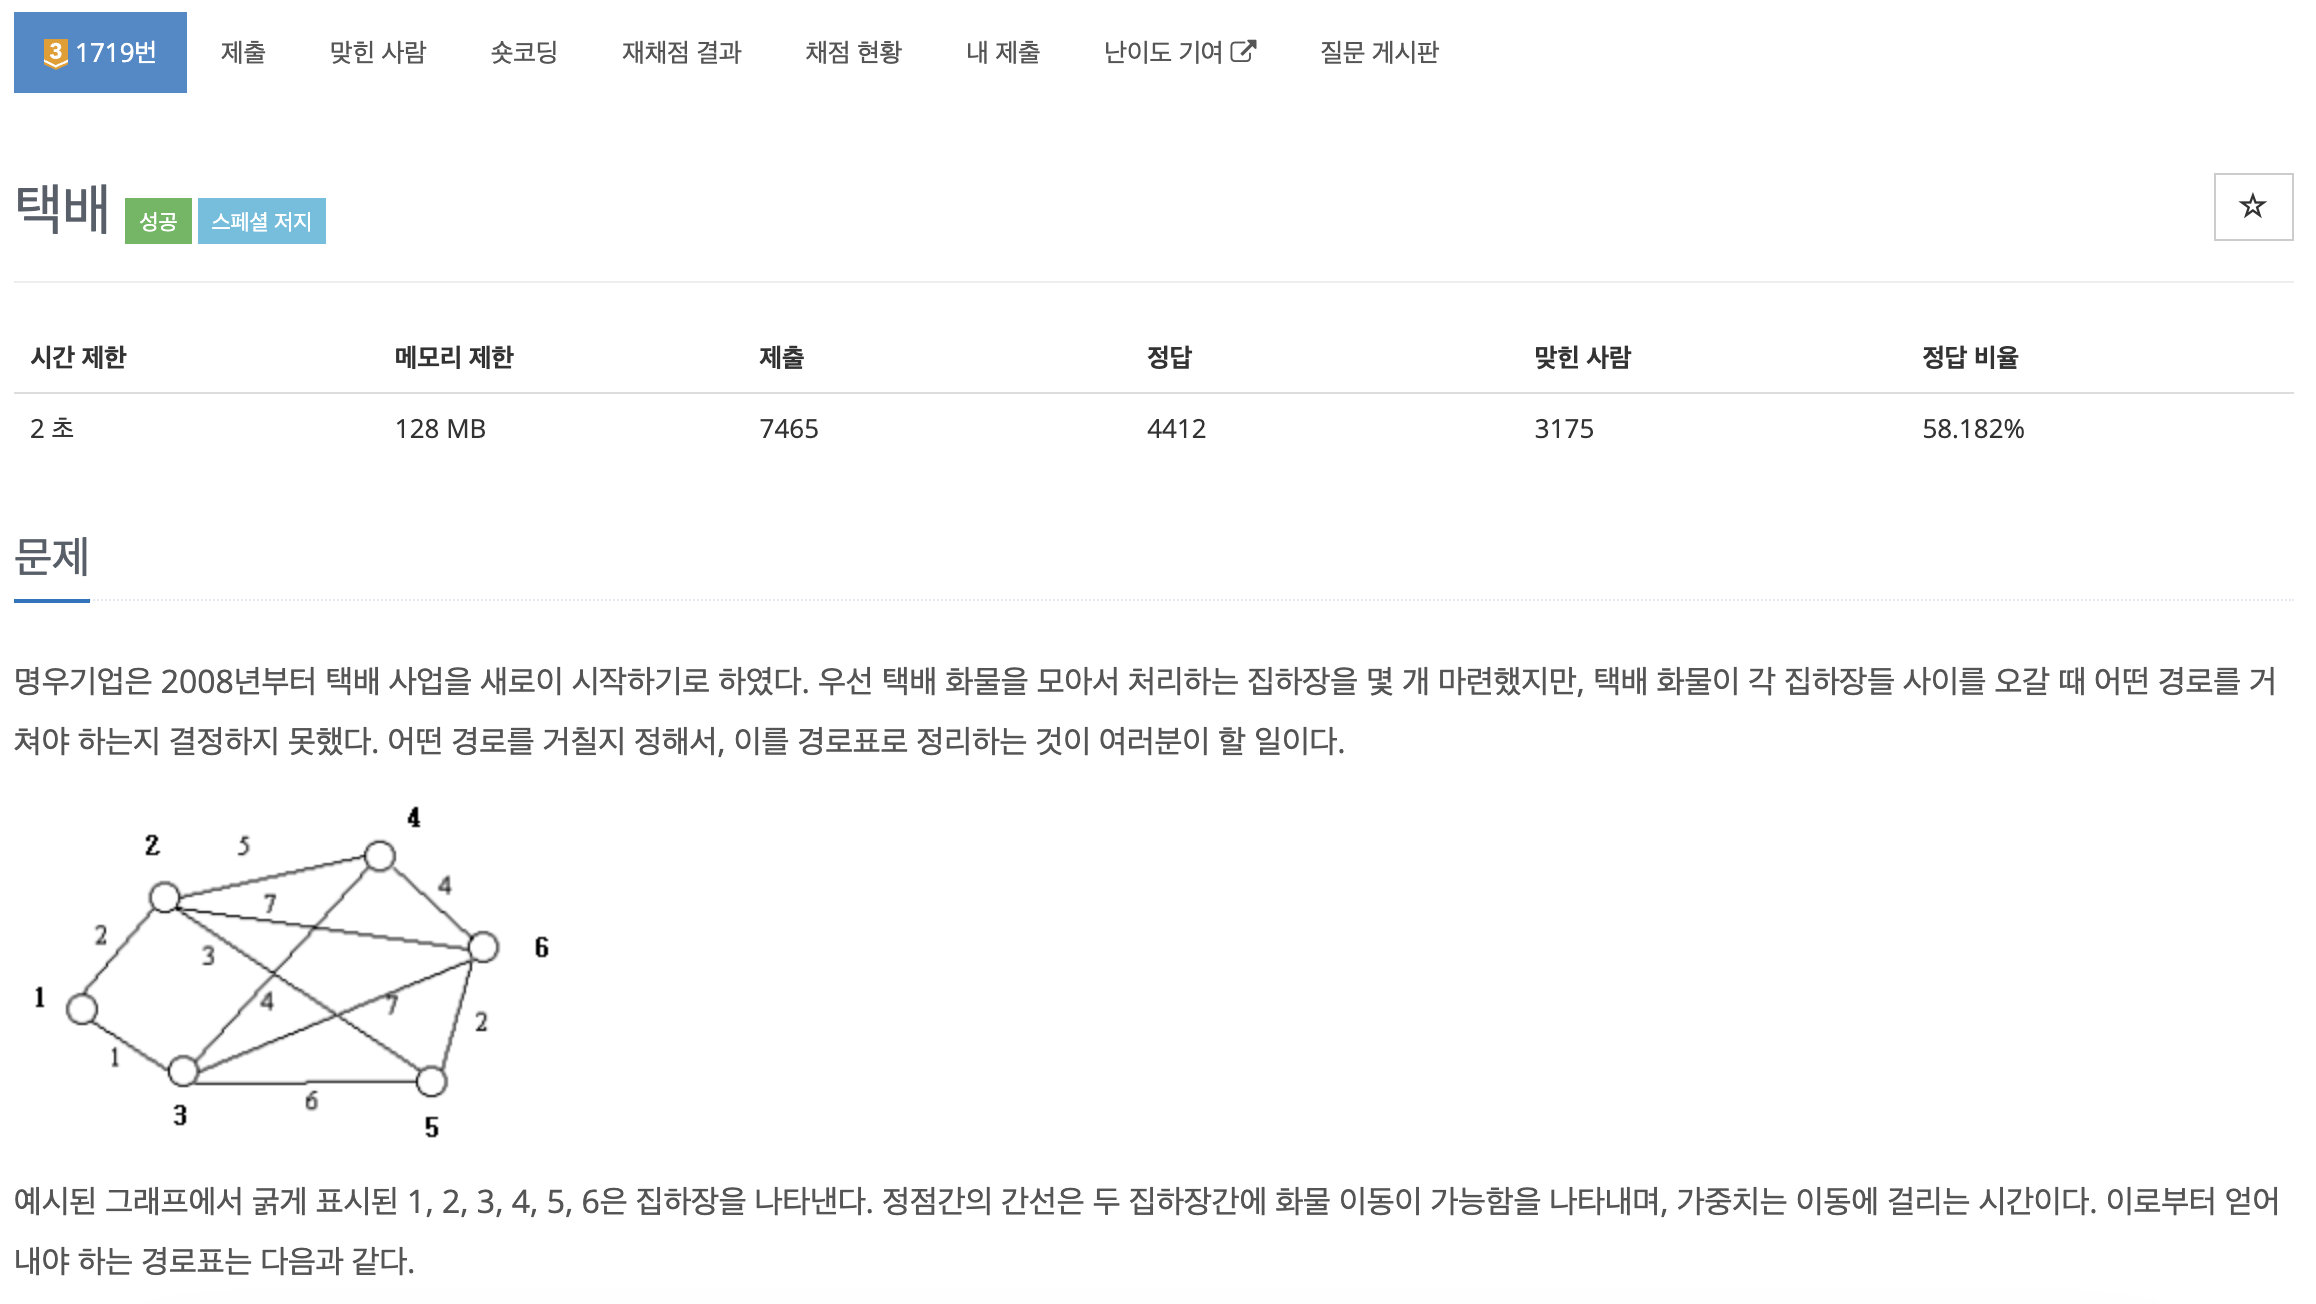 3 1719번 제출 맞힌 사람 숏코딩 재채점 결과 채점 현황 내 제출 난이도 기여 질문 게시판
택배 성공 스페셜 저지
시간 제한 메모리 제한 제출 정답 맞힌 사람 정답 비율
2 초 128 MB 7465 4412 3175 58.182%
문제
명우기업은 2008년부터 택배 사업을 새로이 시작하기로 하였다. 우선 택배 화물을 모아서 처리하는 집하장을 몇 개 마련했지만, 택배 화물이 각 집하장들 사이를 오갈 때 어떤 경로를 거
쳐야 하는지 결정하지 못했다. 어떤 경로를 거칠지 정해서, 이를 경로표로 정리하는 것이 여러분이 할 일이다.
4
2 5
4
7
2
3
6
1
4 7
2
1
6
3
5
예시된 그래프에서 굵게 표시된 1, 2, 3, 4, 5, 6은 집하장을 나타낸다. 정점간의 간선은 두 집하장간에 화물 이동이 가능함을 나타내며, 가중치는 이동에 걸리는 시간이다. 이로부터 얻어
내야 하는 경로표는 다음과 같다.